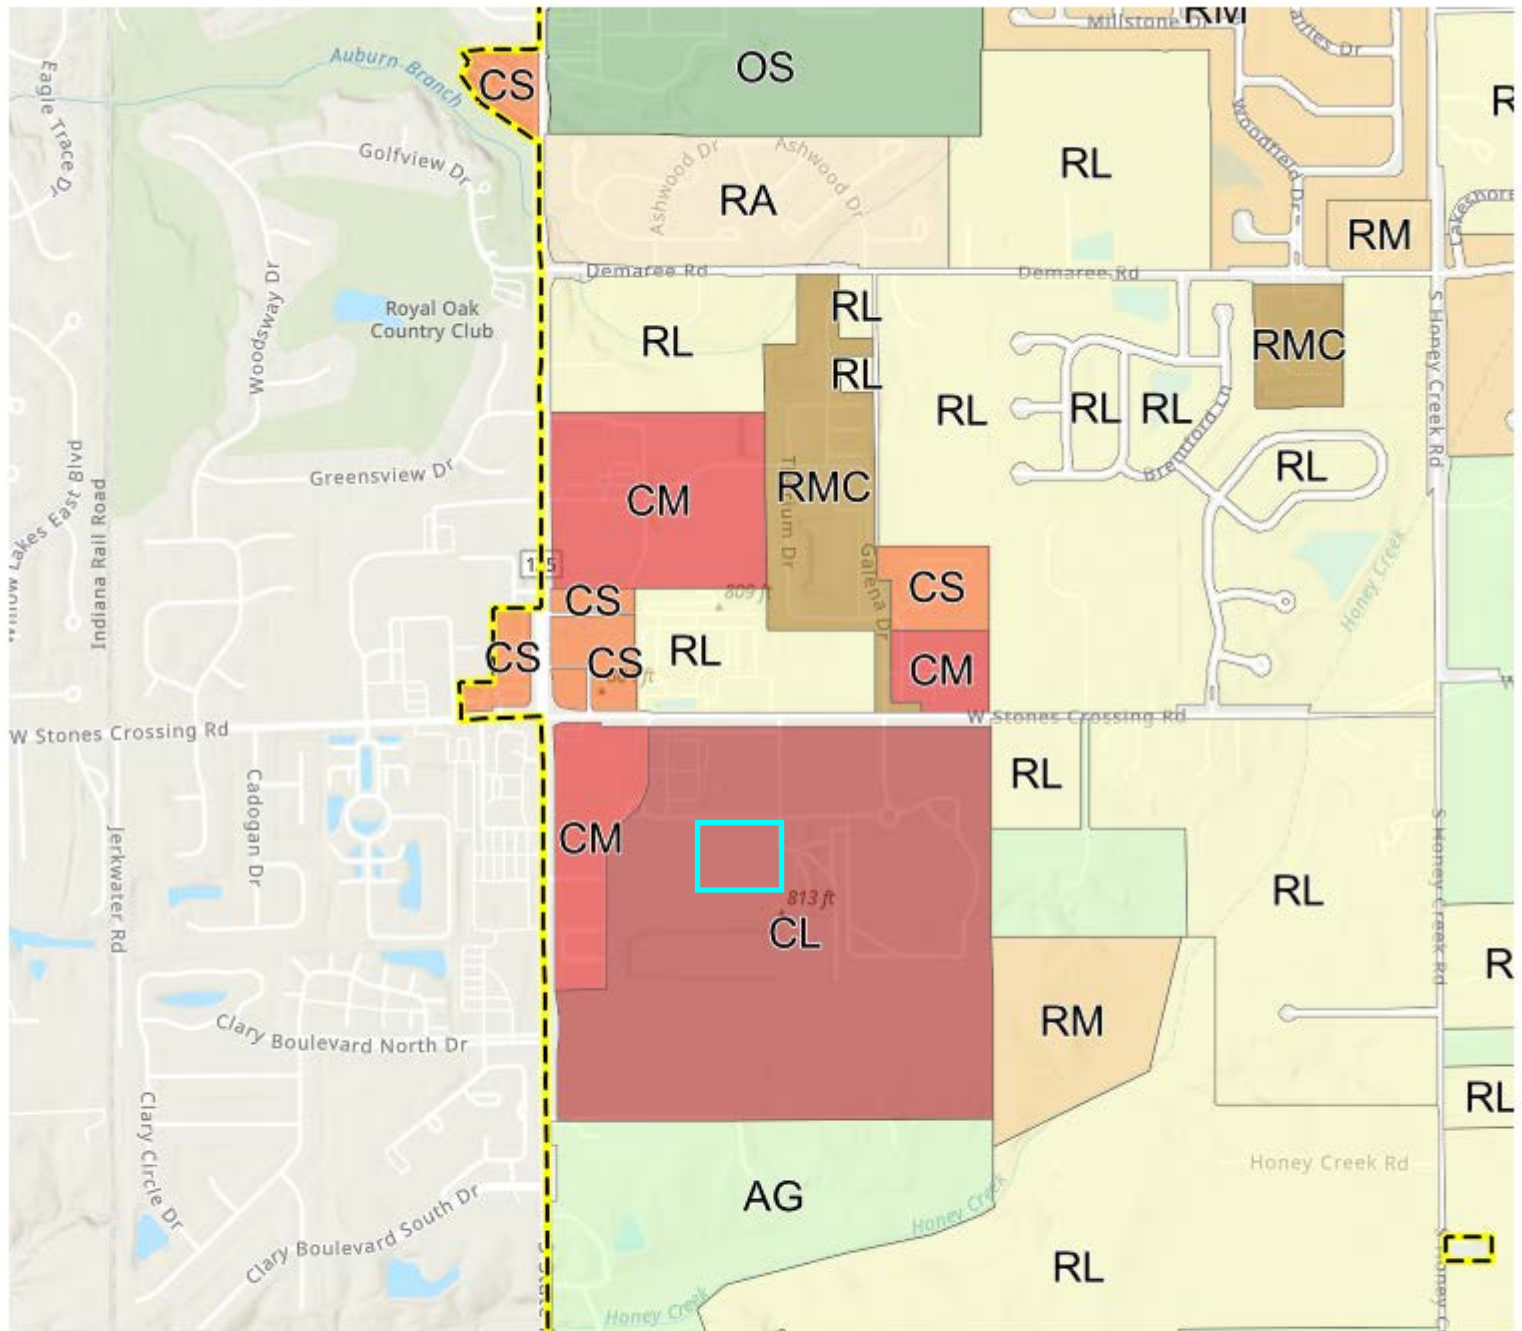 RM
Millstone Dr
Auburn Branch
CS
OS
Eagle Trace Dr
Golfview Dr
Ashwood Dr
Ashwood Dr
RL
Woodfield Dr
RA
RM
Demaree Rd
Demaree Rd
Woodsway Dr
Royal Oak
Country Club
RL
RL
RL
RMC
S Honey Creek Rd
RL
RL
RL
Brentford Ln
RL
Greensview Dr
Lakes East Blvd
Indiana Rail Road
CM
RMC
Galena Dr
CS
809 ft
CS
Honey Creek
CS
CS
RL
CM
W Stones Crossing Rd
W Stones Crossing Rd
Cadogan Dr
Jerkwater Rd
RL
CM
813 ft
CL
RL
S Honey Creek Rd
RM
Clary Boulevard North Dr
RL
Clary Circle Dr
AG
Honey Creek Rd
Honey Creek
Clary Boulevard South Dr
RL
Honey Creek